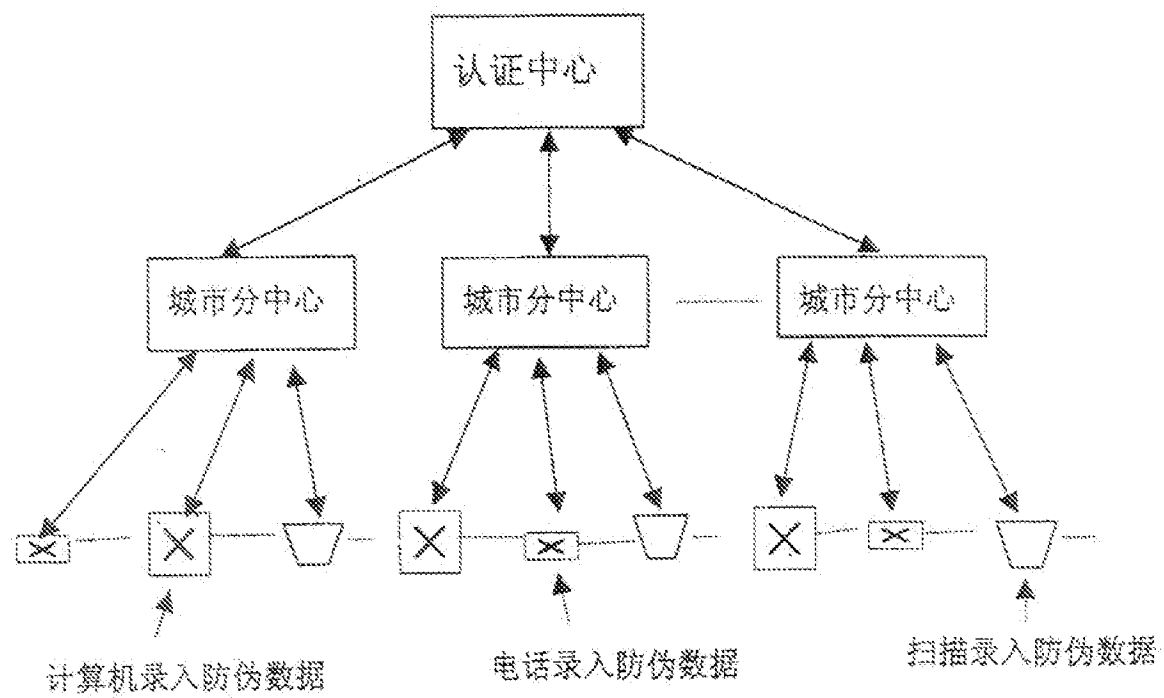 认证中心
城市分中心
城市分中心
城市分中心
计算机录入防伪数据
电话录入防伪数据
扫描录入防伪数据